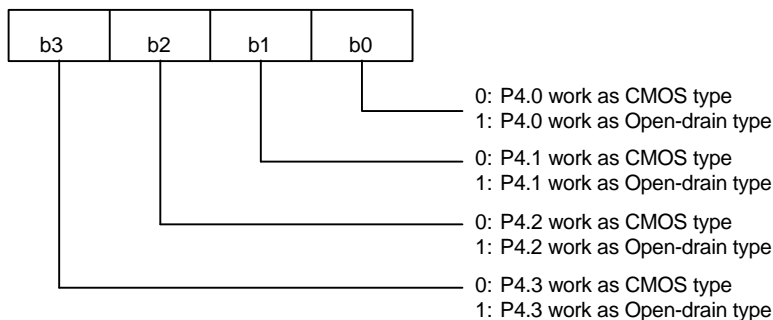 b3 b2 b1 b0
0: P4.0 work as CMOS type
1: P4.0 work as Open-drain type
0: P4.1 work as CMOS type
1: P4.1 work as Open-drain type
0: P4.2 work as CMOS type
1: P4.2 work as Open-drain type
0: P4.3 work as CMOS type
1: P4.3 work as Open-drain type